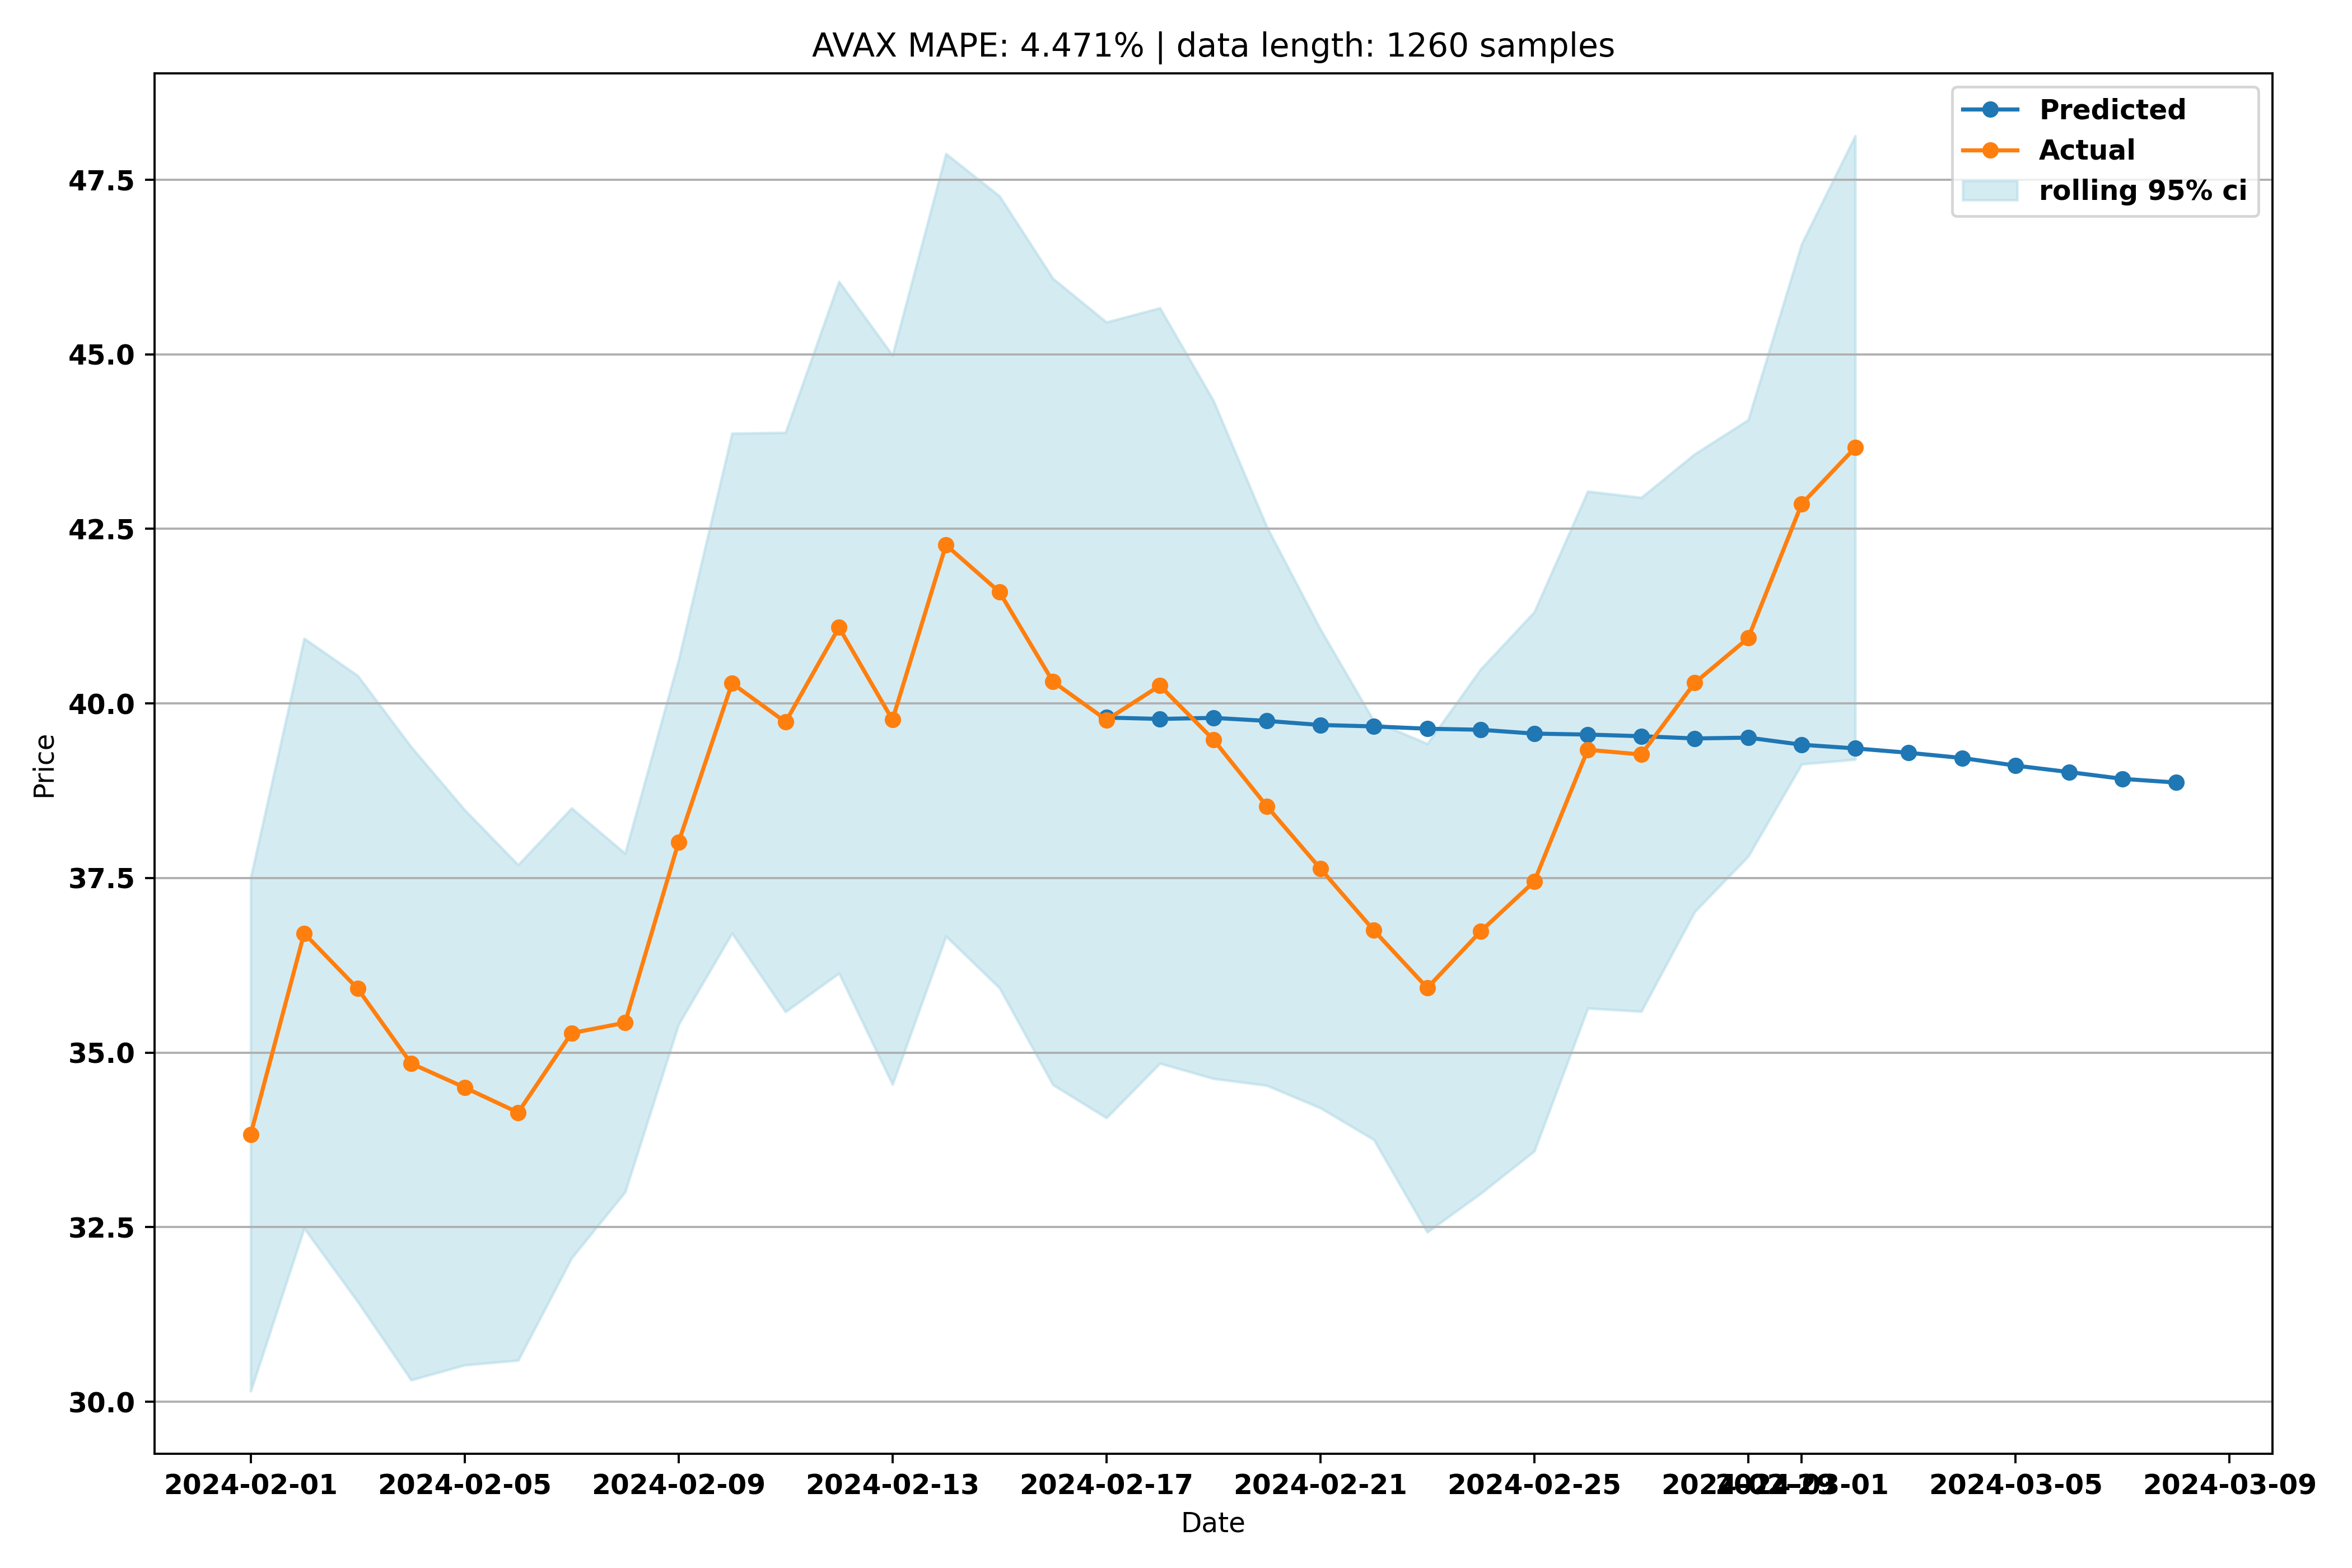 AVAX MAPE: 4.471% | data length: 1260 samples
Predicted
Actual
rolling 95% ci
47.5
45.0
42.5
40.0
37.5
35.0
32.5
30.0
Price
2024-02-01 2024-02-05 2024-02-09 2024-02-13 2024-02-17 2024-02-21 2024-02-25 2024-02-29 2024-03-01 2024-03-05 2024-03-09
Date